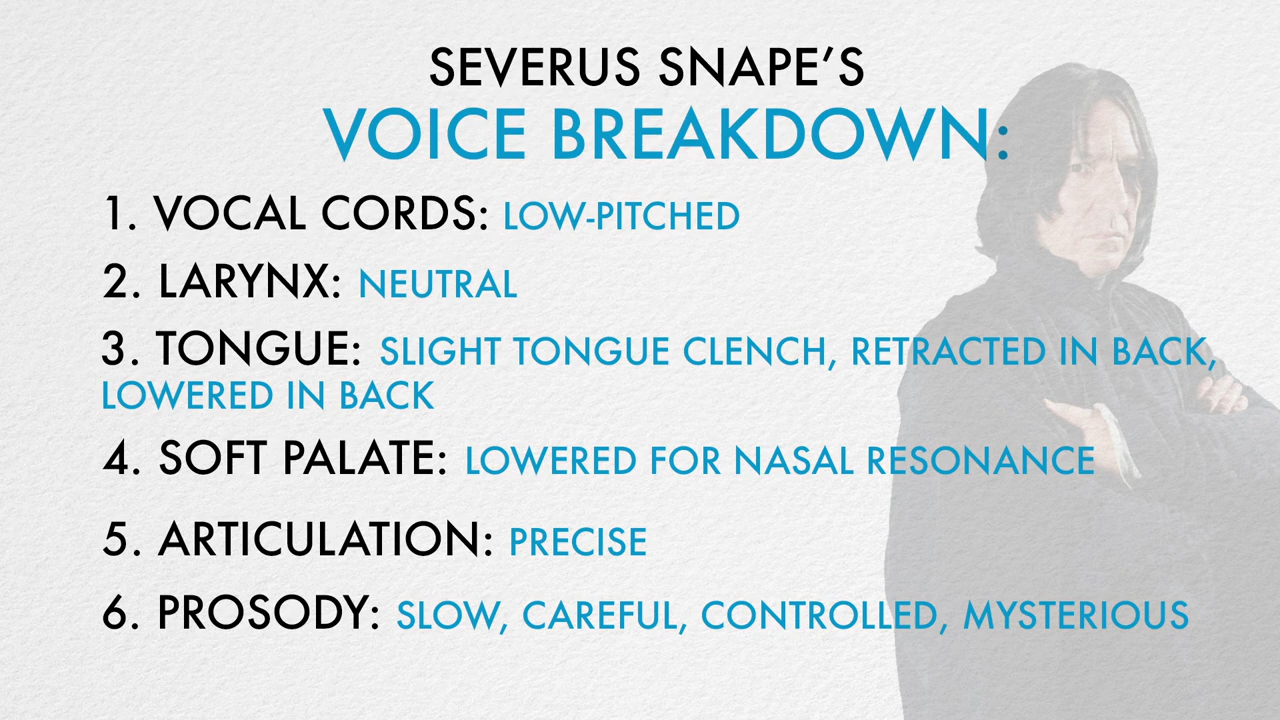 SEVERUS SNAPE’S
VOICE BREAKDOWN:
1. VOCAL CORDS: LOW-PITCHED
2. LARYNX: NEUTRAL
3. TONGUE: SLIGHT TONGUE CLENCH, RETRACTED IN BACK,
LOWERED IN BACK
4. SOFT PALATE: LOWERED FOR NASAL RESONANCE
5. ARTICULATION: PRECISE
6. PROSODY: SLOW, CAREFUL, CONTROLLED, MYSTERIOUS